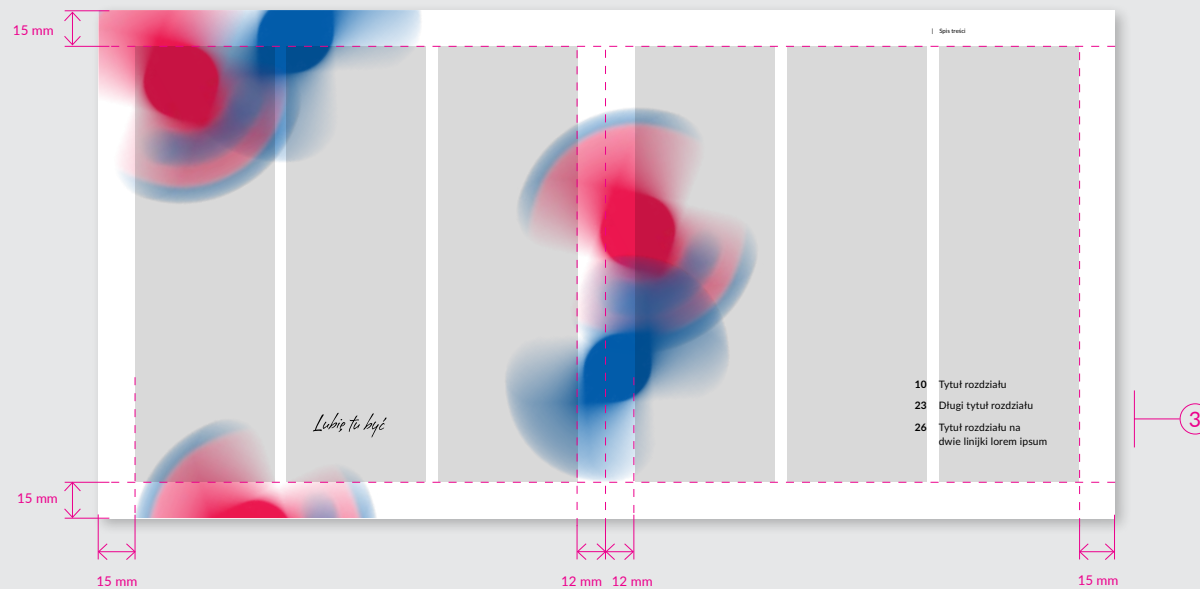 15 mm
| Spis treści
Lubię tu być
10 Tytuł rozdziału
23 Długi tytuł rozdziału
26 Tytuł rozdziału na
dwie linijki lorem ipsum
3
15 mm
15 mm
12 mm
12 mm
15 mm